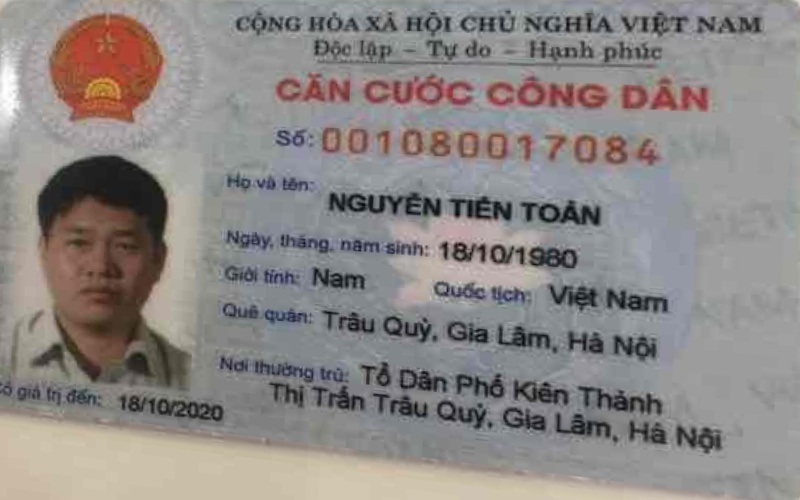 CỘNG HÒA XÃ HỘI CHỦ NGHĨA VIỆT NAM
Độc lập – Tự do – Hạnh phúc
CĂN CƯỚC CÔNG DÂN
Số: 001080017084
Họ và tên:
NGUYỄN TIẾN TOÀN
Ngày, tháng, năm sinh: 18/10/1980
Giới tính: Nam Quốc tịch: Việt Nam
Quê quán: Trâu Quỳ, Gia Lâm, Hà Nội
Nơi thường trú: Tổ Dân Phố Kiên Thành
Thị Trấn Trâu Quỳ, Gia Lâm, Hà Nội
Có giá trị đến: 18/10/2020